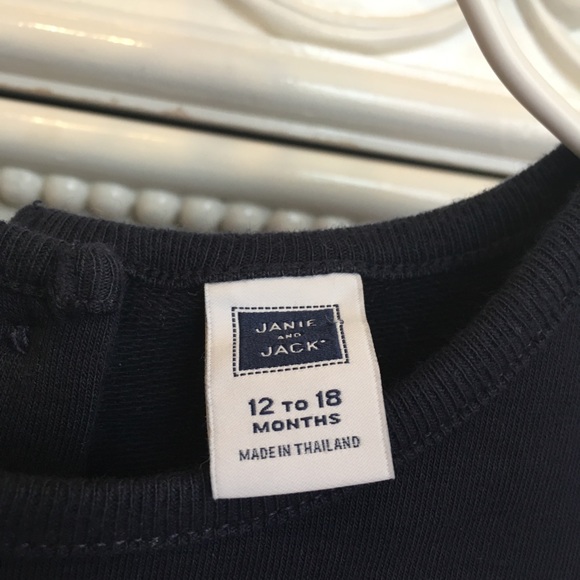 JANIE
AND
JACK
12 TO 18
MONTHS
MADE IN THAILAND